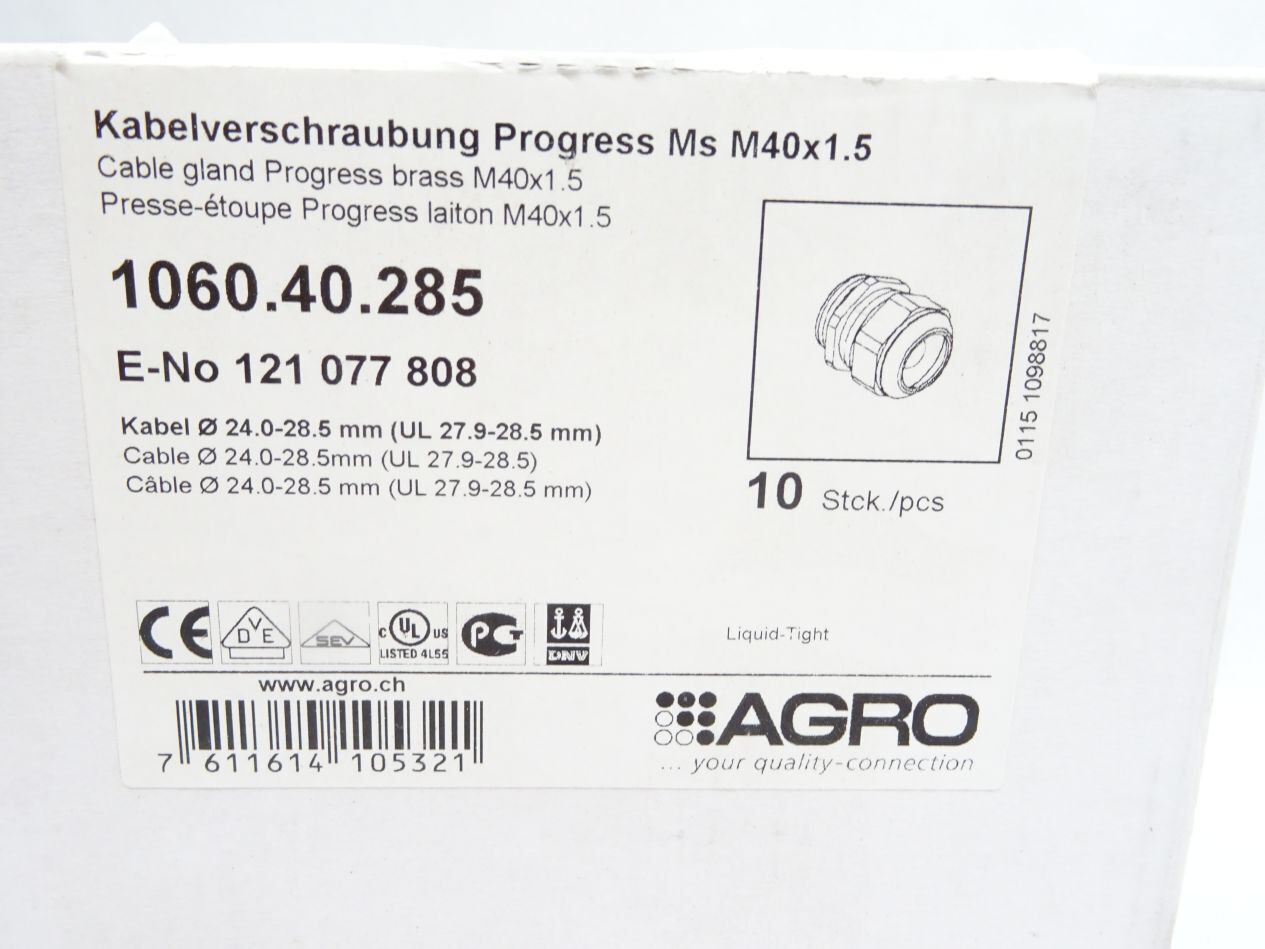 Kabelverschraubung Progress Ms M40x1.5
Cable gland Progress brass M40x1.5
Presse-étoupe Progress laiton M40x1.5
1060.40.285
E-No 121 077 808
Kabel Ø 24.0-28.5 mm (UL 27.9-28.5 mm)
Cable Ø 24.0-28.5mm (UL 27.9-28.5)
Câble Ø 24.0-28.5 mm (UL 27.9-28.5 mm)
0115 1098817
10 Stck./pcs
CE
DVE
SEV
C UL US
LISTED 4L55
PCT
DNV
Liquid-Tight
www.agro.ch
7 611614 105321
AGRO
... your quality-connection